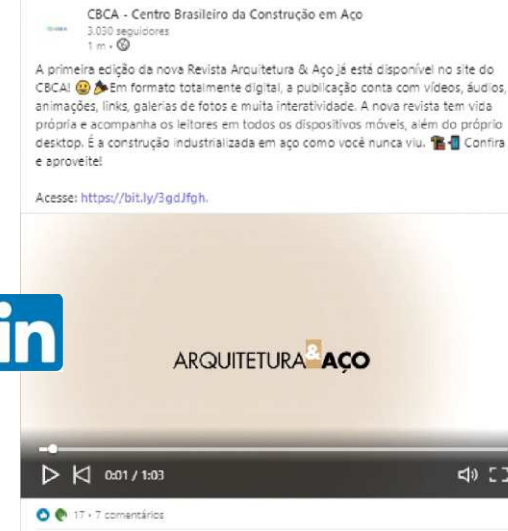 CBCA - Centro Brasileiro da Construção em Aço
3.030 seguidores
1 m •
A primeira edição da nova Revista Arquitetura & Aço já está disponível no site do
CBCA! Em formato totalmente digital, a publicação conta com vídeos, áudios,
animações, links, galerias de fotos e muita interatividade. A nova revista tem vida
própria e acompanha os leitores em todos os dispositivos móveis, além do próprio
desktop. É a construção industrializada em aço como você nunca viu. Confira
e aproveite!
Acesse: https://bit.ly/3gdJfgh.
in
ARQUITETURA&AÇO
0:01 / 1:03
17 • 7 comentários